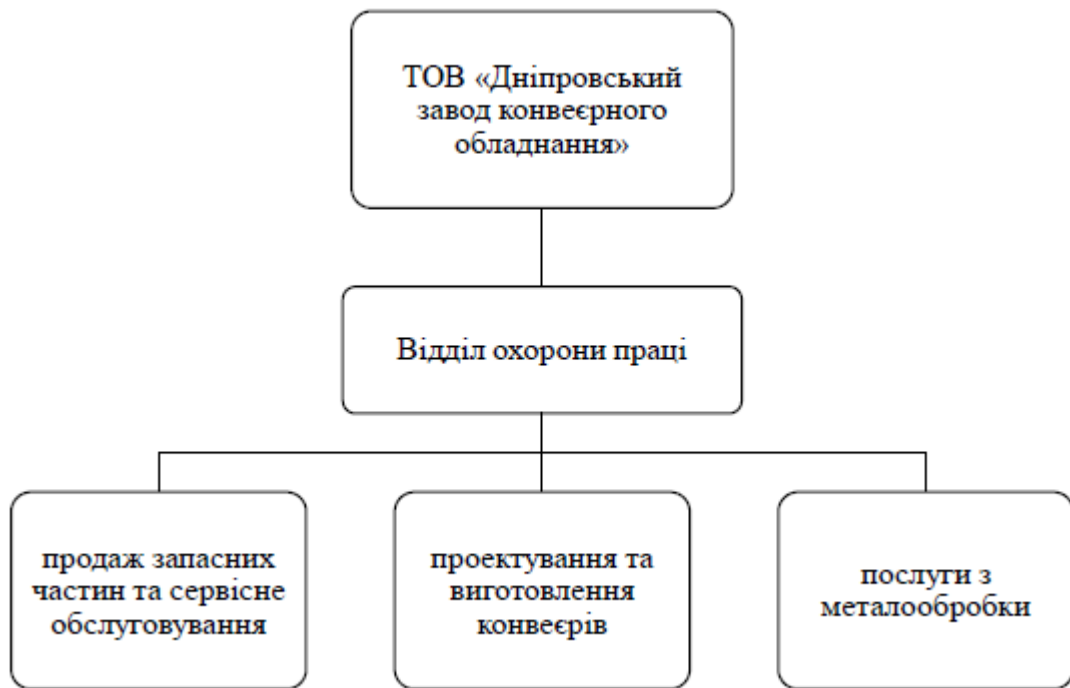 ТОВ «Дніпровський
завод конвеєрного
обладнання»
Відділ охорони праці
продаж запасних
частин та сервісне
обслуговування
проектування та
виготовлення
конвеєрів
послуги з
металообробки